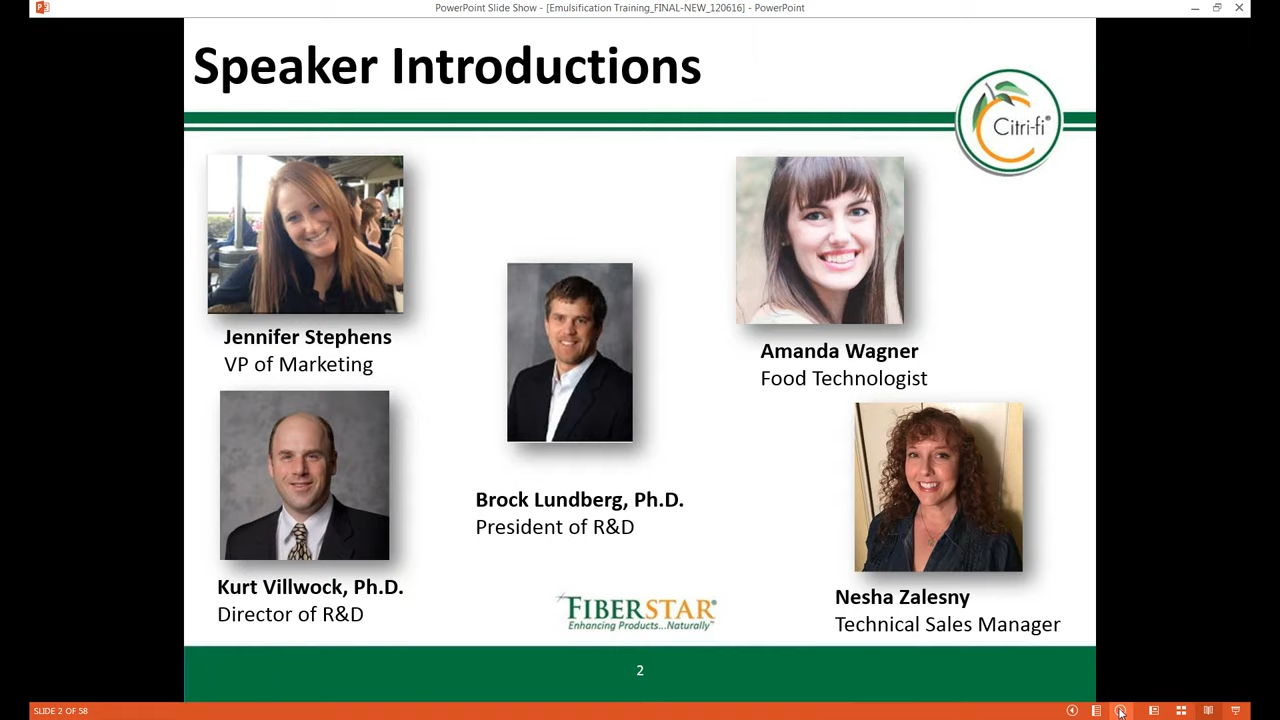 PowerPoint Slide Show - [Emulsification Training_FINAL-NEW_120616] - PowerPoint
Speaker Introductions
Citri-fi®
Jennifer Stephens
VP of Marketing
Amanda Wagner
Food Technologist
Brock Lundberg, Ph.D.
President of R&D
Kurt Villwock, Ph.D.
Director of R&D
Nesha Zalesny
Technical Sales Manager
FIBERSTAR®
Enhancing Products...Naturally™
2
SLIDE 2 OF 58